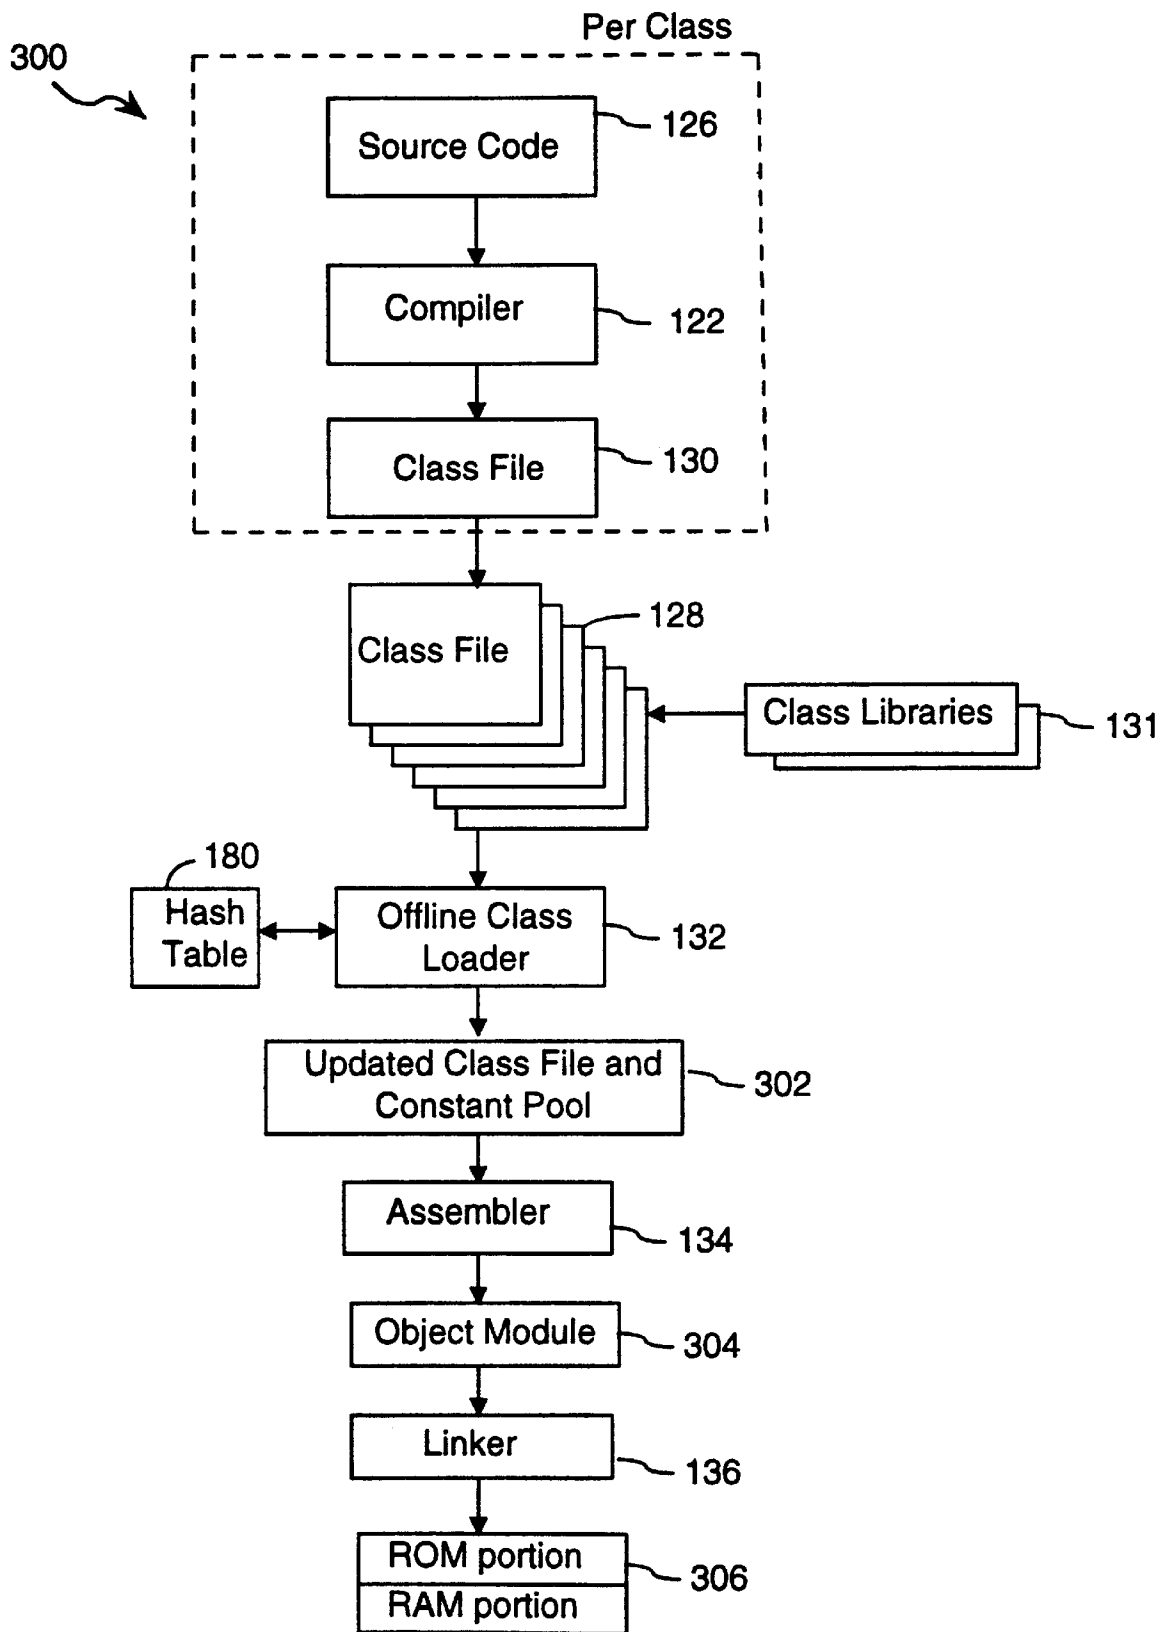 Per Class
300
Source Code
126
Compiler
122
Class File
130
Class File
128
Class Libraries
131
180
Hash
Table
Offline Class
Loader
132
Updated Class File and
Constant Pool
302
Assembler
134
Object Module
304
Linker
136
ROM portion
306
RAM portion